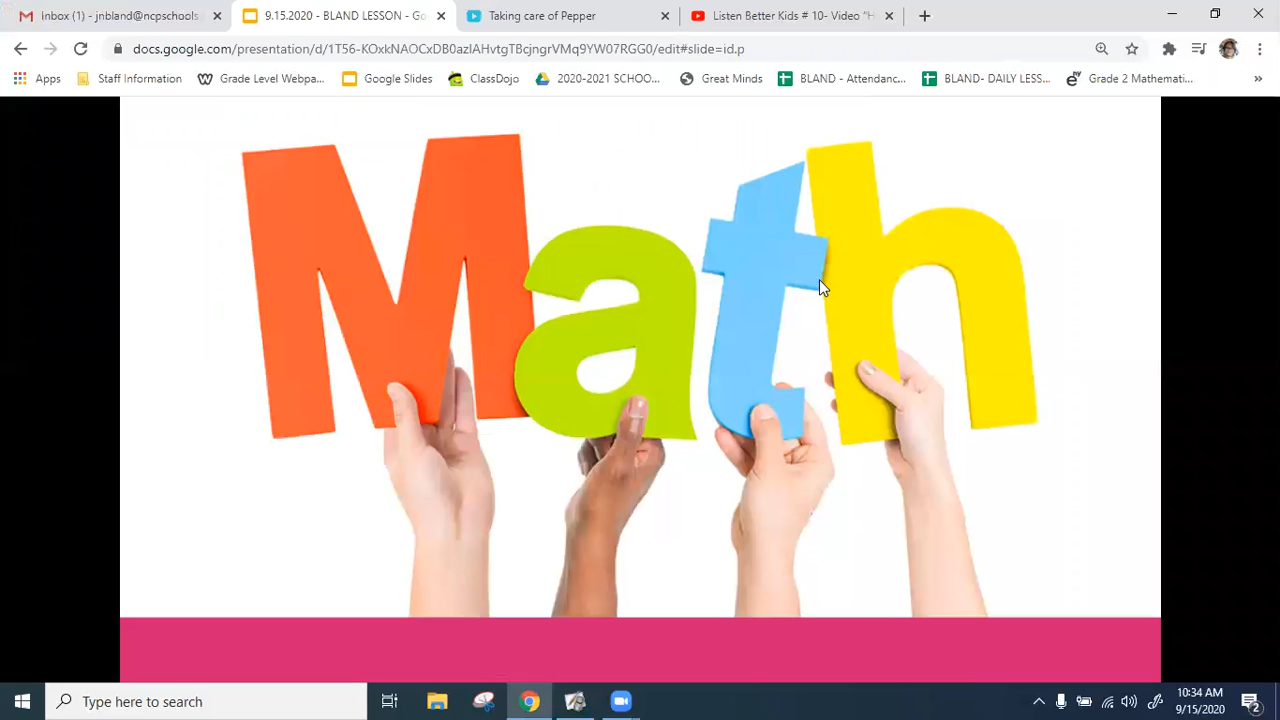 Inbox (1) - jnbland@ncpschools
9.15.2020 - BLAND LESSON - Go
Taking care of Pepper
Listen Better Kids # 10- Video "H
docs.google.com/presentation/d/1T56-KOxkNAOCxDB0azIAHvtgTBcjngrVMq9YW07RGG0/edit#slide=id.p
Apps
Staff Information
Grade Level Webpa...
Google Slides
ClassDojo
2020-2021 SCHOO...
Great Minds
BLAND - Attendanc...
BLAND- DAILY LESS...
Grade 2 Mathemati...
»
Math
Type here to search
10:34 AM
9/15/2020
2